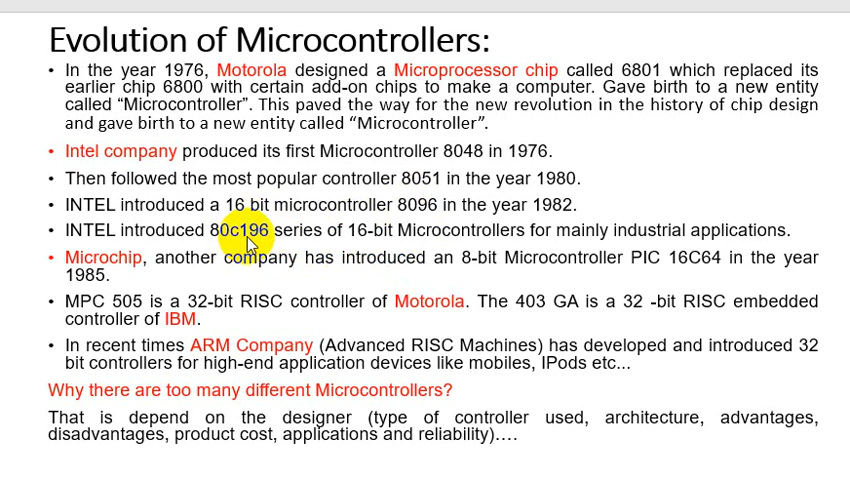 Evolution of Microcontrollers:
• In the year 1976, Motorola designed a Microprocessor chip called 6801 which replaced its
earlier chip 6800 with certain add-on chips to make a computer. Gave birth to a new entity
called “Microcontroller”. This paved the way for the new revolution in the history of chip design
and gave birth to a new entity called “Microcontroller”.
• Intel company produced its first Microcontroller 8048 in 1976.
• Then followed the most popular controller 8051 in the year 1980.
• INTEL introduced a 16 bit microcontroller 8096 in the year 1982.
• INTEL introduced 80c196 series of 16-bit Microcontrollers for mainly industrial applications.
• Microchip, another company has introduced an 8-bit Microcontroller PIC 16C64 in the year
1985.
• MPC 505 is a 32-bit RISC controller of Motorola. The 403 GA is a 32 -bit RISC embedded
controller of IBM.
• In recent times ARM Company (Advanced RISC Machines) has developed and introduced 32
bit controllers for high-end application devices like mobiles, IPods etc...
Why there are too many different Microcontrollers?
That is depend on the designer (type of controller used, architecture, advantages,
disadvantages, product cost, applications and reliability)….